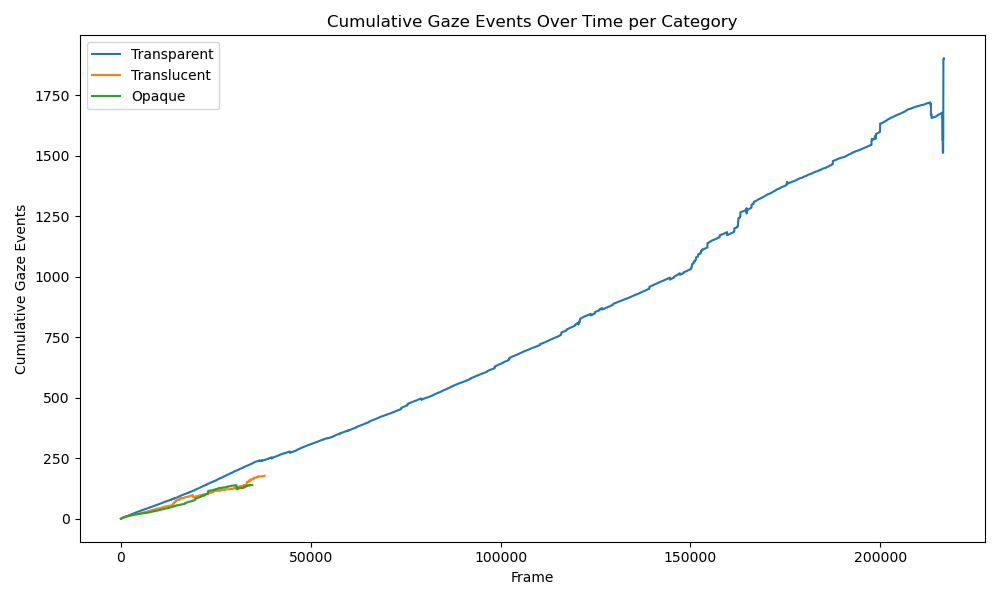 Cumulative Gaze Events Over Time per Category
Transparent
Translucent
Opaque
Cumulative Gaze Events
1750
1500
1250
1000
750
500
250
0
0 50000 100000 150000 200000
Frame